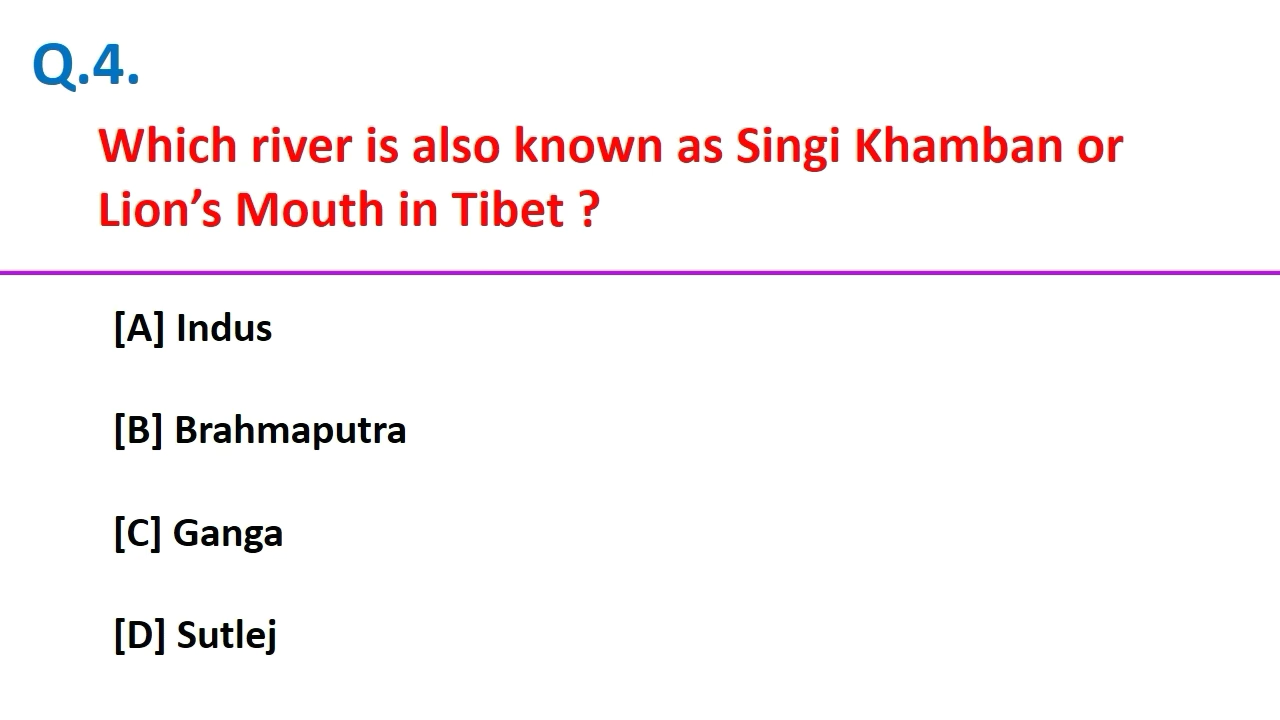 Q.4.
Which river is also known as Singi Khamban or
Lion’s Mouth in Tibet ?
[A] Indus
[B] Brahmaputra
[C] Ganga
[D] Sutlej